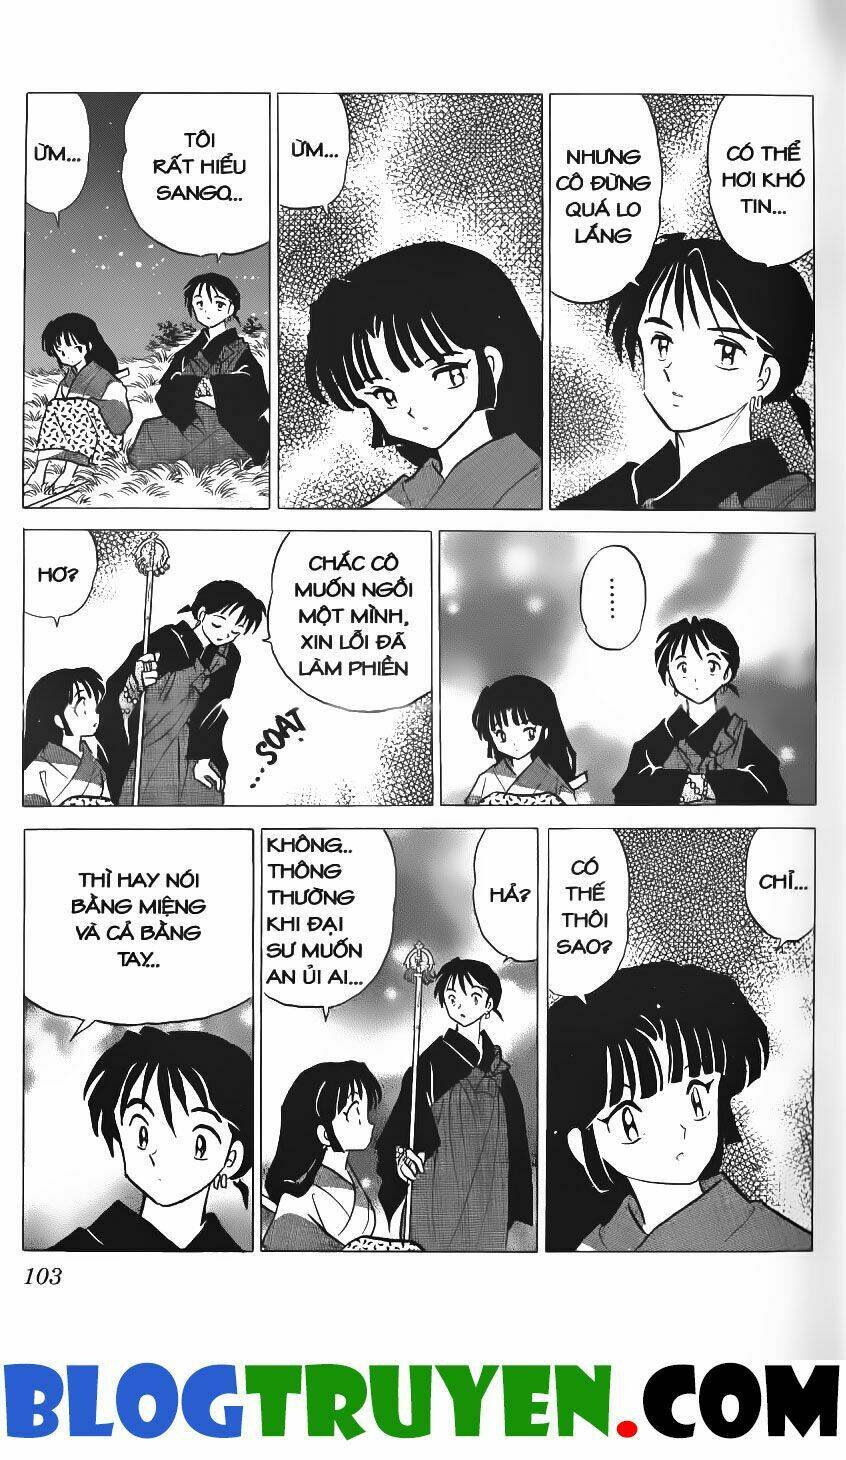 CÓ THỂ
HƠI KHÓ
TIN...
NHƯNG
CÔ ĐỪNG
QUÁ LO
LẮNG
ỪM...
TÔI
RẤT HIỂU
SANGO...
ỪM...
......
CHẮC CÔ
MUỐN NGỒI
MỘT MÌNH,
XIN LỖI ĐÃ
LÀM PHIỀN
...SOẠT
HƠ?
CHỈ...
CÓ
THẾ
THÔI
SAO?
HẢ?
KHÔNG...
THÔNG
THƯỜNG
KHI ĐẠI
SƯ MUỐN
AN ỦI AI...
THÌ HAY NÓI
BẰNG MIỆNG
VÀ CẢ BẰNG
TAY...
103
BLOGTRUYEN.COM